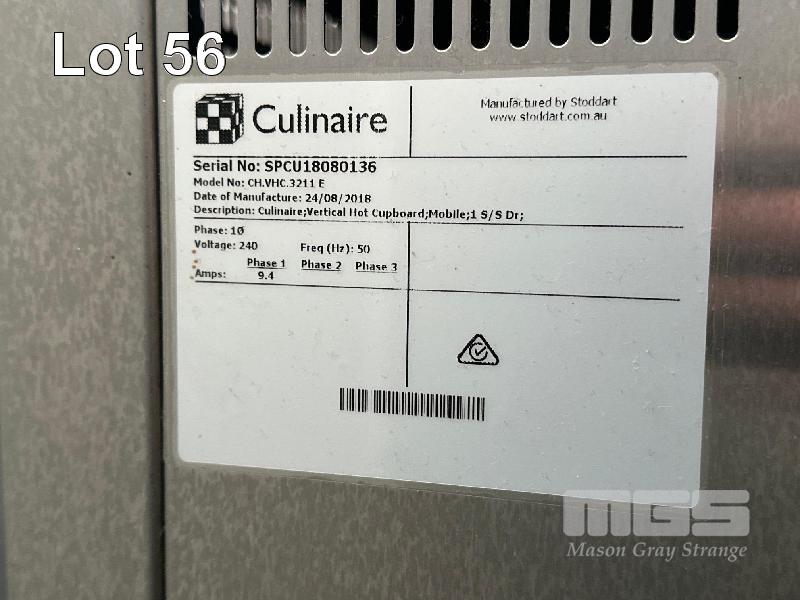 Lot 56
Culinaire
Manufactured by Stoddart
www.stoddart.com.au
Serial No: SPCU18080136
Model No: CH.VHC.3211 E
Date of Manufacture: 24/08/2018
Description: Culinaire;Vertical Hot Cupboard;Mobile;1 S/S Dr;
Phase: 1Ø
Voltage: 240 Freq (Hz): 50
Phase 1 Phase 2 Phase 3
Amps: 9.4
MGS
Mason Gray Strange